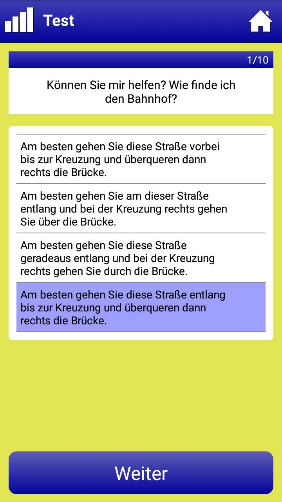 Test
1/10
Können Sie mir helfen? Wie finde ich
den Bahnhof?
Am besten gehen Sie diese Straße vorbei
bis zur Kreuzung und überqueren dann
rechts die Brücke.
Am besten gehen Sie am dieser Straße
entlang und bei der Kreuzung rechts gehen
Sie über die Brücke.
Am besten gehen Sie diese Straße
geradeaus entlang und bei der Kreuzung
rechts gehen Sie durch die Brücke.
Am besten gehen Sie diese Straße entlang
bis zur Kreuzung und überqueren dann
rechts die Brücke.
Weiter